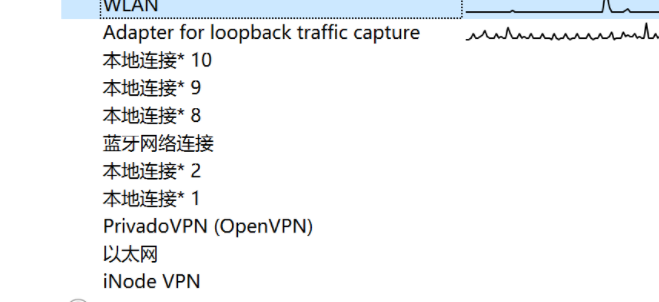 WLAN
Adapter for loopback traffic capture
本地连接* 10
本地连接* 9
本地连接* 8
蓝牙网络连接
本地连接* 2
本地连接* 1
PrivadoVPN (OpenVPN)
以太网
iNode VPN